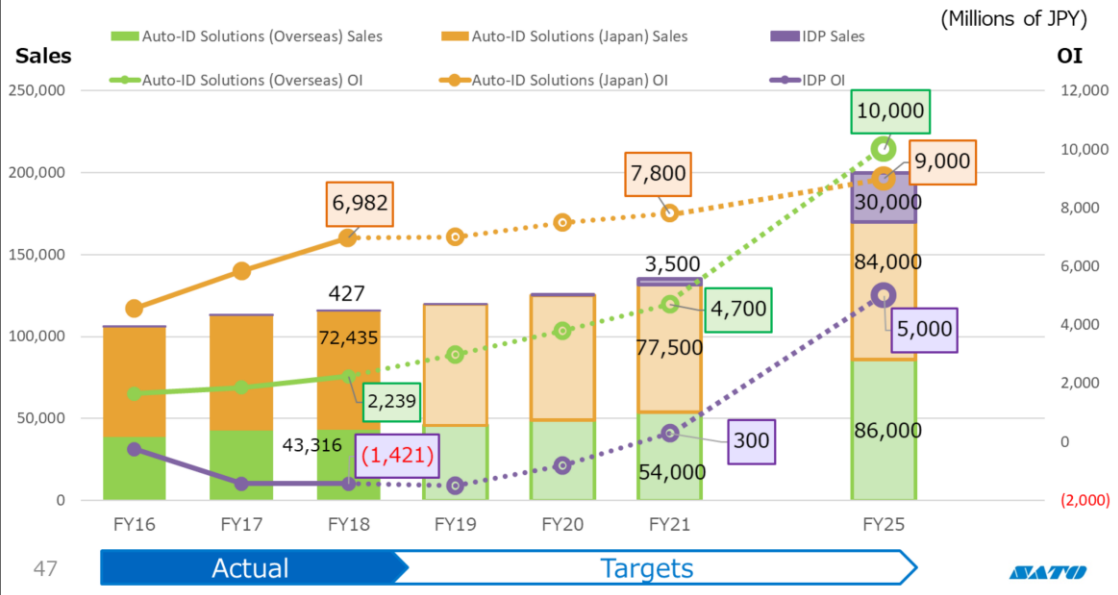 (Millions of JPY)
Auto-ID Solutions (Overseas) Sales
Auto-ID Solutions (Japan) Sales
IDP Sales
Sales
OI
Auto-ID Solutions (Overseas) OI
Auto-ID Solutions (Japan) OI
IDP OI
250,000
12,000
10,000
10,000
9,000
200,000
7,800
6,982
30,000
8,000
150,000
3,500
84,000
6,000
427
4,700
5,000
100,000
72,435
77,500
4,000
2,239
2,000
50,000
43,316
(1,421)
300
86,000
0
54,000
0
(2,000)
FY16
FY17
FY18
FY19
FY20
FY21
FY25
47
Actual
Targets
SATO